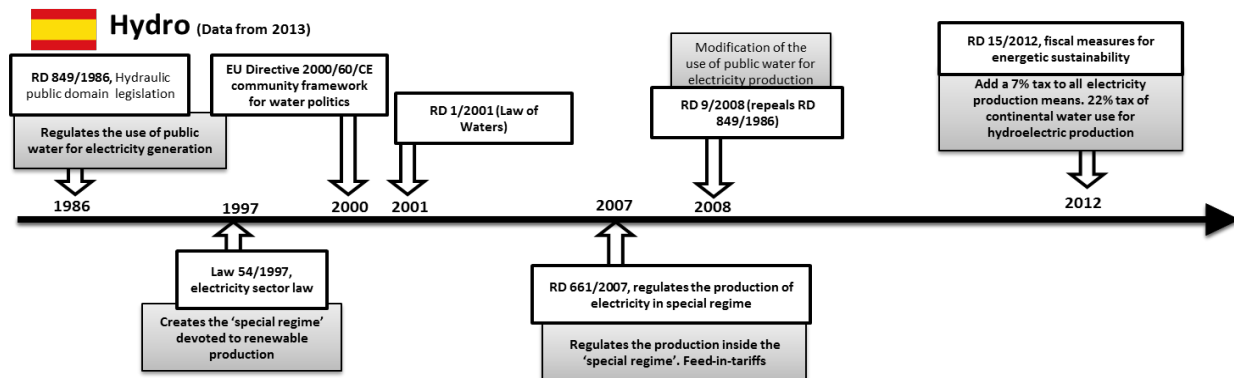 Hydro (Data from 2013)
RD 849/1986, Hydraulic
public domain legislation
Regulates the use of public
water for electricity generation
EU Directive 2000/60/CE
community framework
for water politics
RD 1/2001 (Law of
Waters)
Modification of the
use of public water for
electricity production
RD 9/2008 (repeals RD
849/1986)
RD 15/2012, fiscal measures for
energetic sustainability
Add a 7% tax to all electricity
production means. 22% tax of
continental water use for
hydroelectric production
1986
1997
2000
2001
2007
2008
2012
Law 54/1997,
electricity sector law
Creates the ‘special regime’
devoted to renewable
production
RD 661/2007, regulates the production of
electricity in special regime
Regulates the production inside the
‘special regime’. Feed-in-tariffs